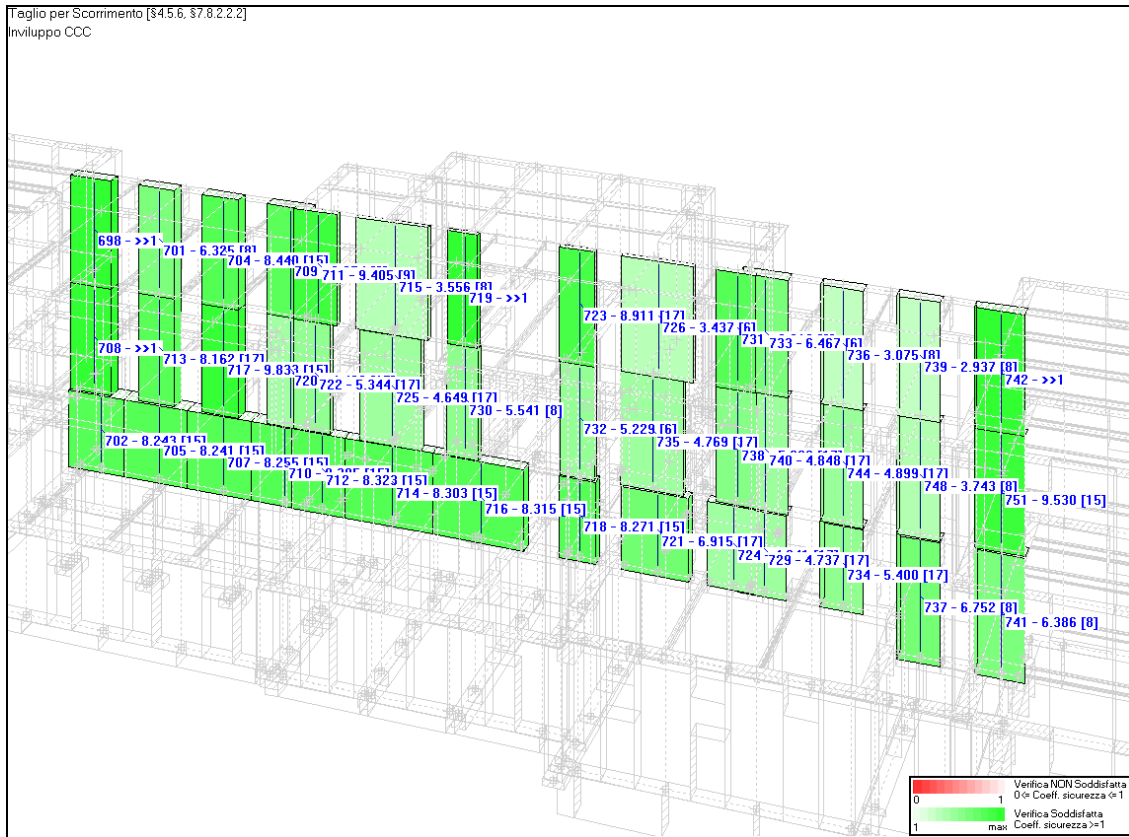 Taglio per Scorrimento [§4.5.6, §7.8.2.2.2]
Inviluppo CCC
698 - >>1
701 - 6.325 [8]
704 - 8.440 [15]
709
711 - 9.405 [9]
715 - 3.556 [8]
719 - >>1
723 - 8.911 [17]
726 - 3.437 [6]
731
733 - 6.467 [6]
736 - 3.075 [8]
739 - 2.937 [8]
742 - >>1
708 - >>1
713 - 8.162 [17]
717 - 9.833 [15]
720
722 - 5.344 [17]
725 - 4.649 [17]
730 - 5.541 [8]
732 - 5.229 [6]
735 - 4.769 [17]
738
740 - 4.848 [17]
744 - 4.899 [17]
748 - 3.743 [8]
751 - 9.530 [15]
702 - 8.243 [15]
705 - 8.241 [15]
707 - 8.255 [15]
710
712 - 8.323 [15]
714 - 8.303 [15]
716 - 8.315 [15]
718 - 8.271 [15]
721 - 6.915 [17]
724
729 - 4.737 [17]
734 - 5.400 [17]
737 - 6.752 [8]
741 - 6.386 [8]
Verifica NON Soddisfatta
0<= Coeff. sicurezza <=1
0 1
Verifica Soddisfatta
Coeff. sicurezza >=1
1 max